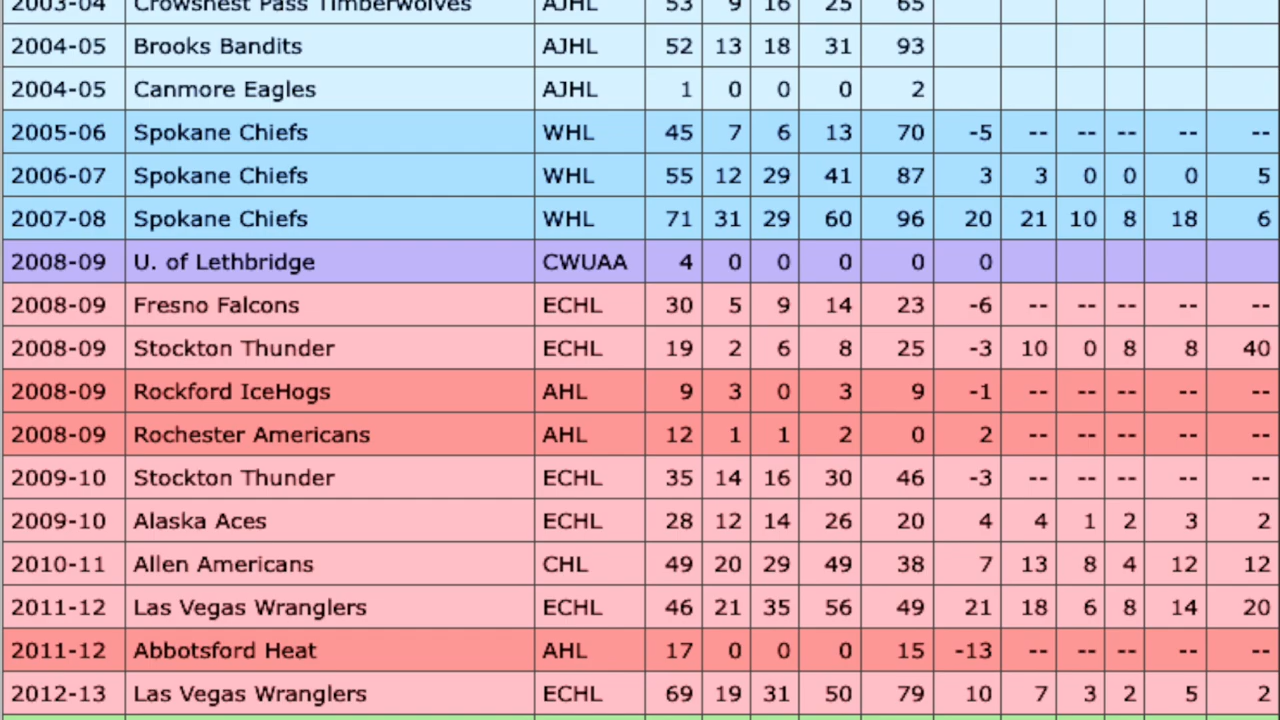 2003-04 Crowsnest Pass Timberwolves AJHL 53 9 16 25 65
2004-05 Brooks Bandits AJHL 52 13 18 31 93
2004-05 Canmore Eagles AJHL 1 0 0 0 2
2005-06 Spokane Chiefs WHL 45 7 6 13 70 -5 -- -- -- -- --
2006-07 Spokane Chiefs WHL 55 12 29 41 87 3 3 0 0 0 5
2007-08 Spokane Chiefs WHL 71 31 29 60 96 20 21 10 8 18 6
2008-09 U. of Lethbridge CWUAA 4 0 0 0 0 0
2008-09 Fresno Falcons ECHL 30 5 9 14 23 -6 -- -- -- -- --
2008-09 Stockton Thunder ECHL 19 2 6 8 25 -3 10 0 8 8 40
2008-09 Rockford IceHogs AHL 9 3 0 3 9 -1 -- -- -- -- --
2008-09 Rochester Americans AHL 12 1 1 2 0 2 -- -- -- -- --
2009-10 Stockton Thunder ECHL 35 14 16 30 46 -3 -- -- -- -- --
2009-10 Alaska Aces ECHL 28 12 14 26 20 4 4 1 2 3 2
2010-11 Allen Americans CHL 49 20 29 49 38 7 13 8 4 12 12
2011-12 Las Vegas Wranglers ECHL 46 21 35 56 49 21 18 6 8 14 20
2011-12 Abbotsford Heat AHL 17 0 0 0 15 -13 -- -- -- -- --
2012-13 Las Vegas Wranglers ECHL 69 19 31 50 79 10 7 3 2 5 2